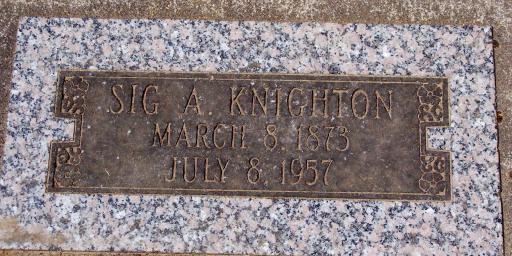 SIG A. KNIGHTON
MARCH 8, 1873
JULY 8, 1957